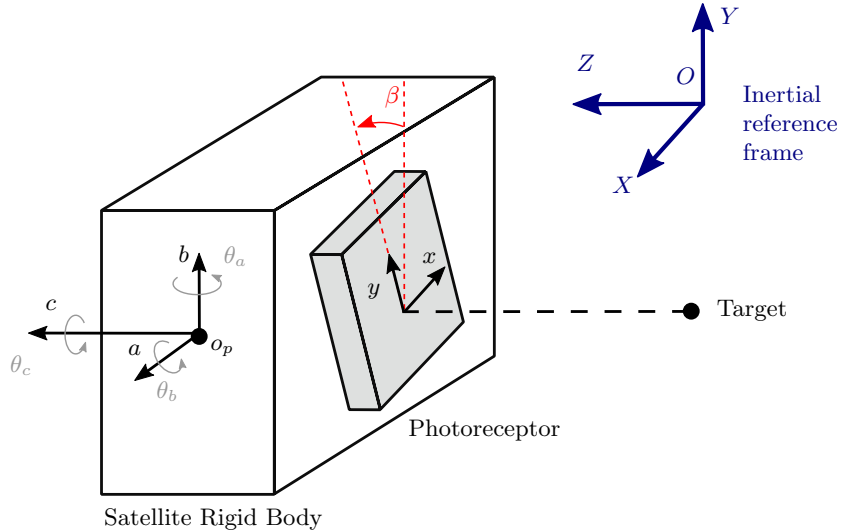 Y
Z
O
β
Inertial
reference
frame
X
b
θa
x
c
y
Target
a
op
θc
θb
Photoreceptor
Satellite Rigid Body